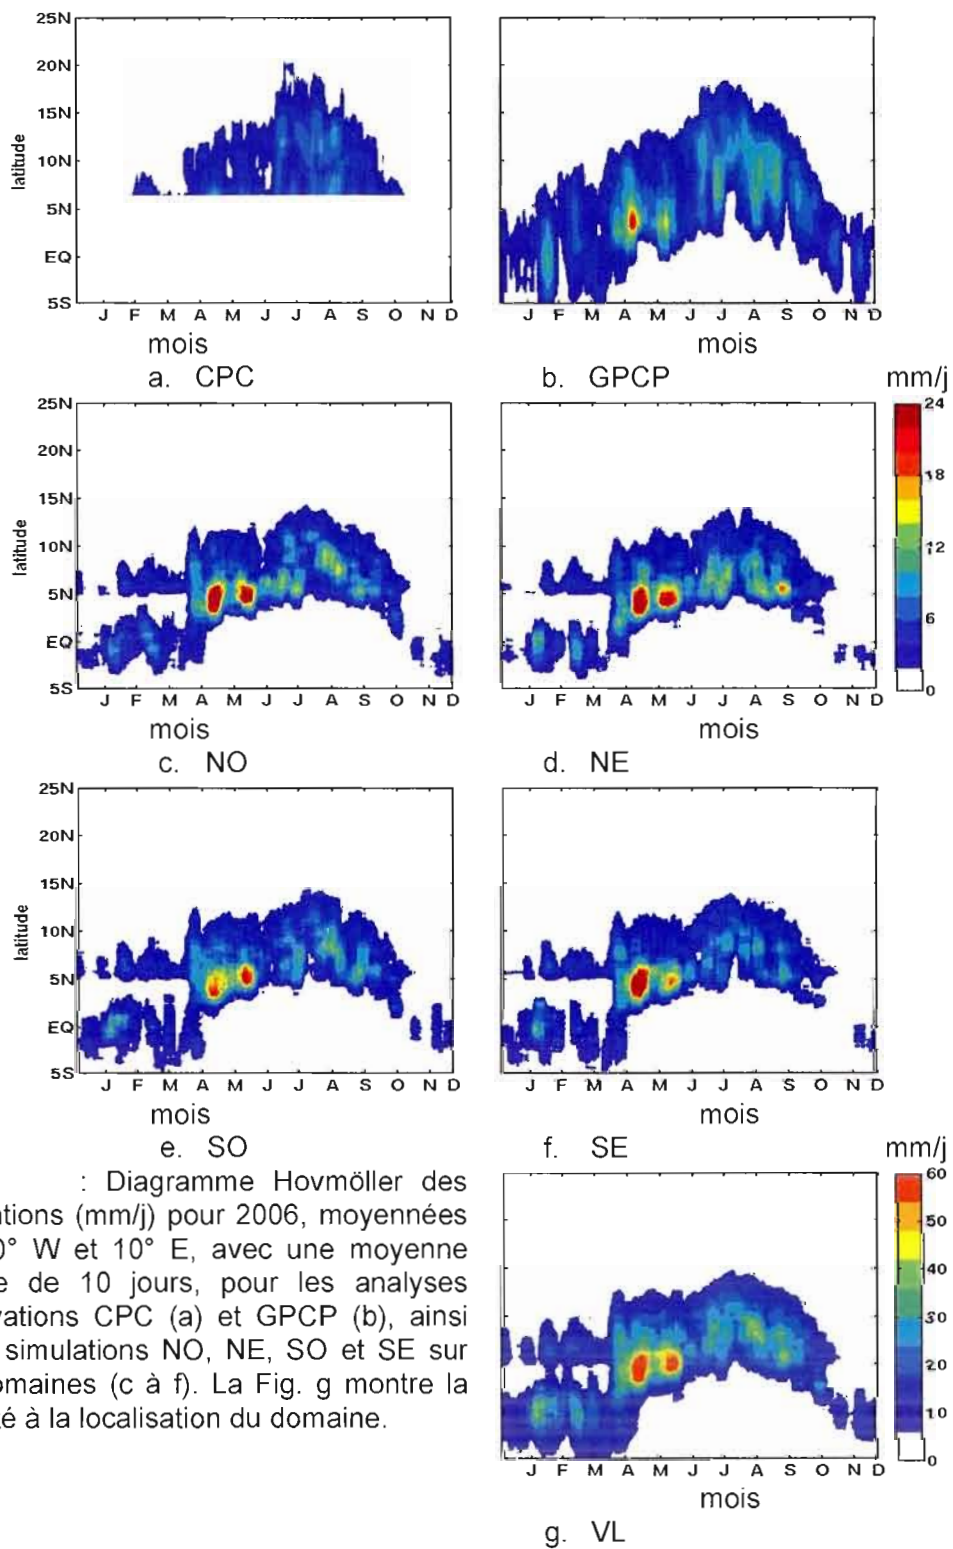 25N
20N
15N
10N
5N
EQ
5S
latitude
J F M A M J J A S O N D
mois
a. CPC
J F M A M J J A S O N D
mois
b. GPCP
mm/j
25N
20N
15N
10N
5N
EQ
5S
latitude
J F M A M J J A S O N D
mois
c. NO
J F M A M J J A S O N D
mois
d. NE
24
18
12
6
0
25N
20N
15N
10N
5N
EQ
5S
latitude
J F M A M J J A S O N D
mois
e. SO
J F M A M J J A S O N D
mois
f. SE
mm/j
: Diagramme Hovmöller des
(mm/j) pour 2006, moyennées
° W et 10° E, avec une moyenne
de 10 jours, pour les analyses
CPC (a) et GPCP (b), ainsi
simulations NO, NE, SO et SE sur
(c à f). La Fig. g montre la
à la localisation du domaine.
60
50
40
30
20
10
0
J F M A M J J A S O N D
mois
g. VL